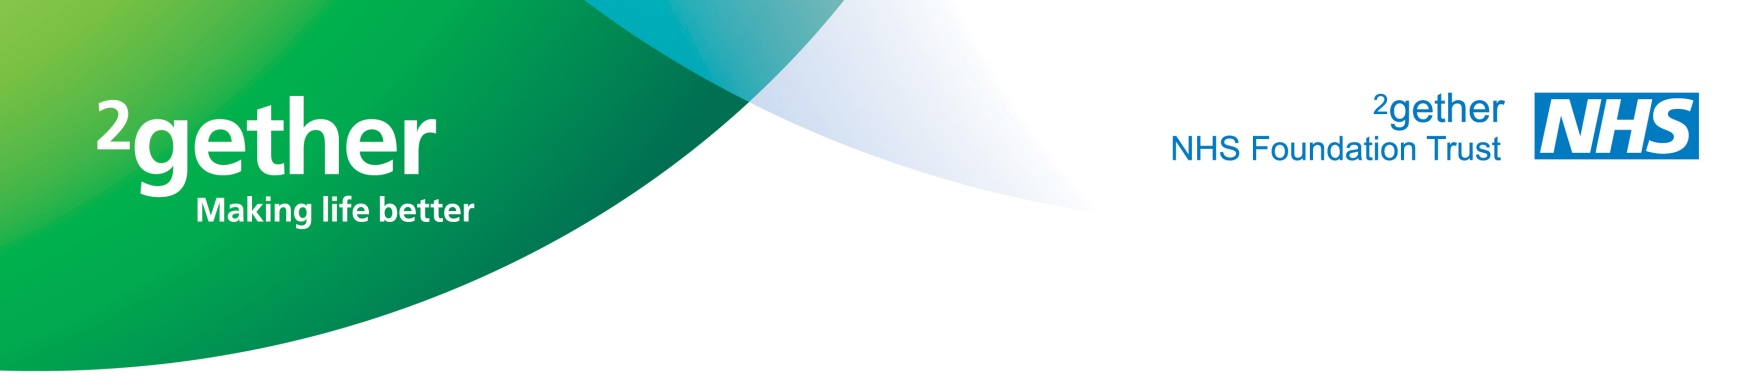 ²gether
Making life better
²gether
NHS Foundation Trust
NHS